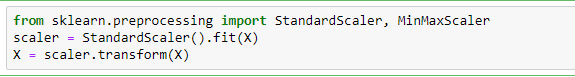 from sklearn.preprocessing import StandardScaler, MinMaxScaler
scaler = StandardScaler().fit(X)
X = scaler.transform(X)